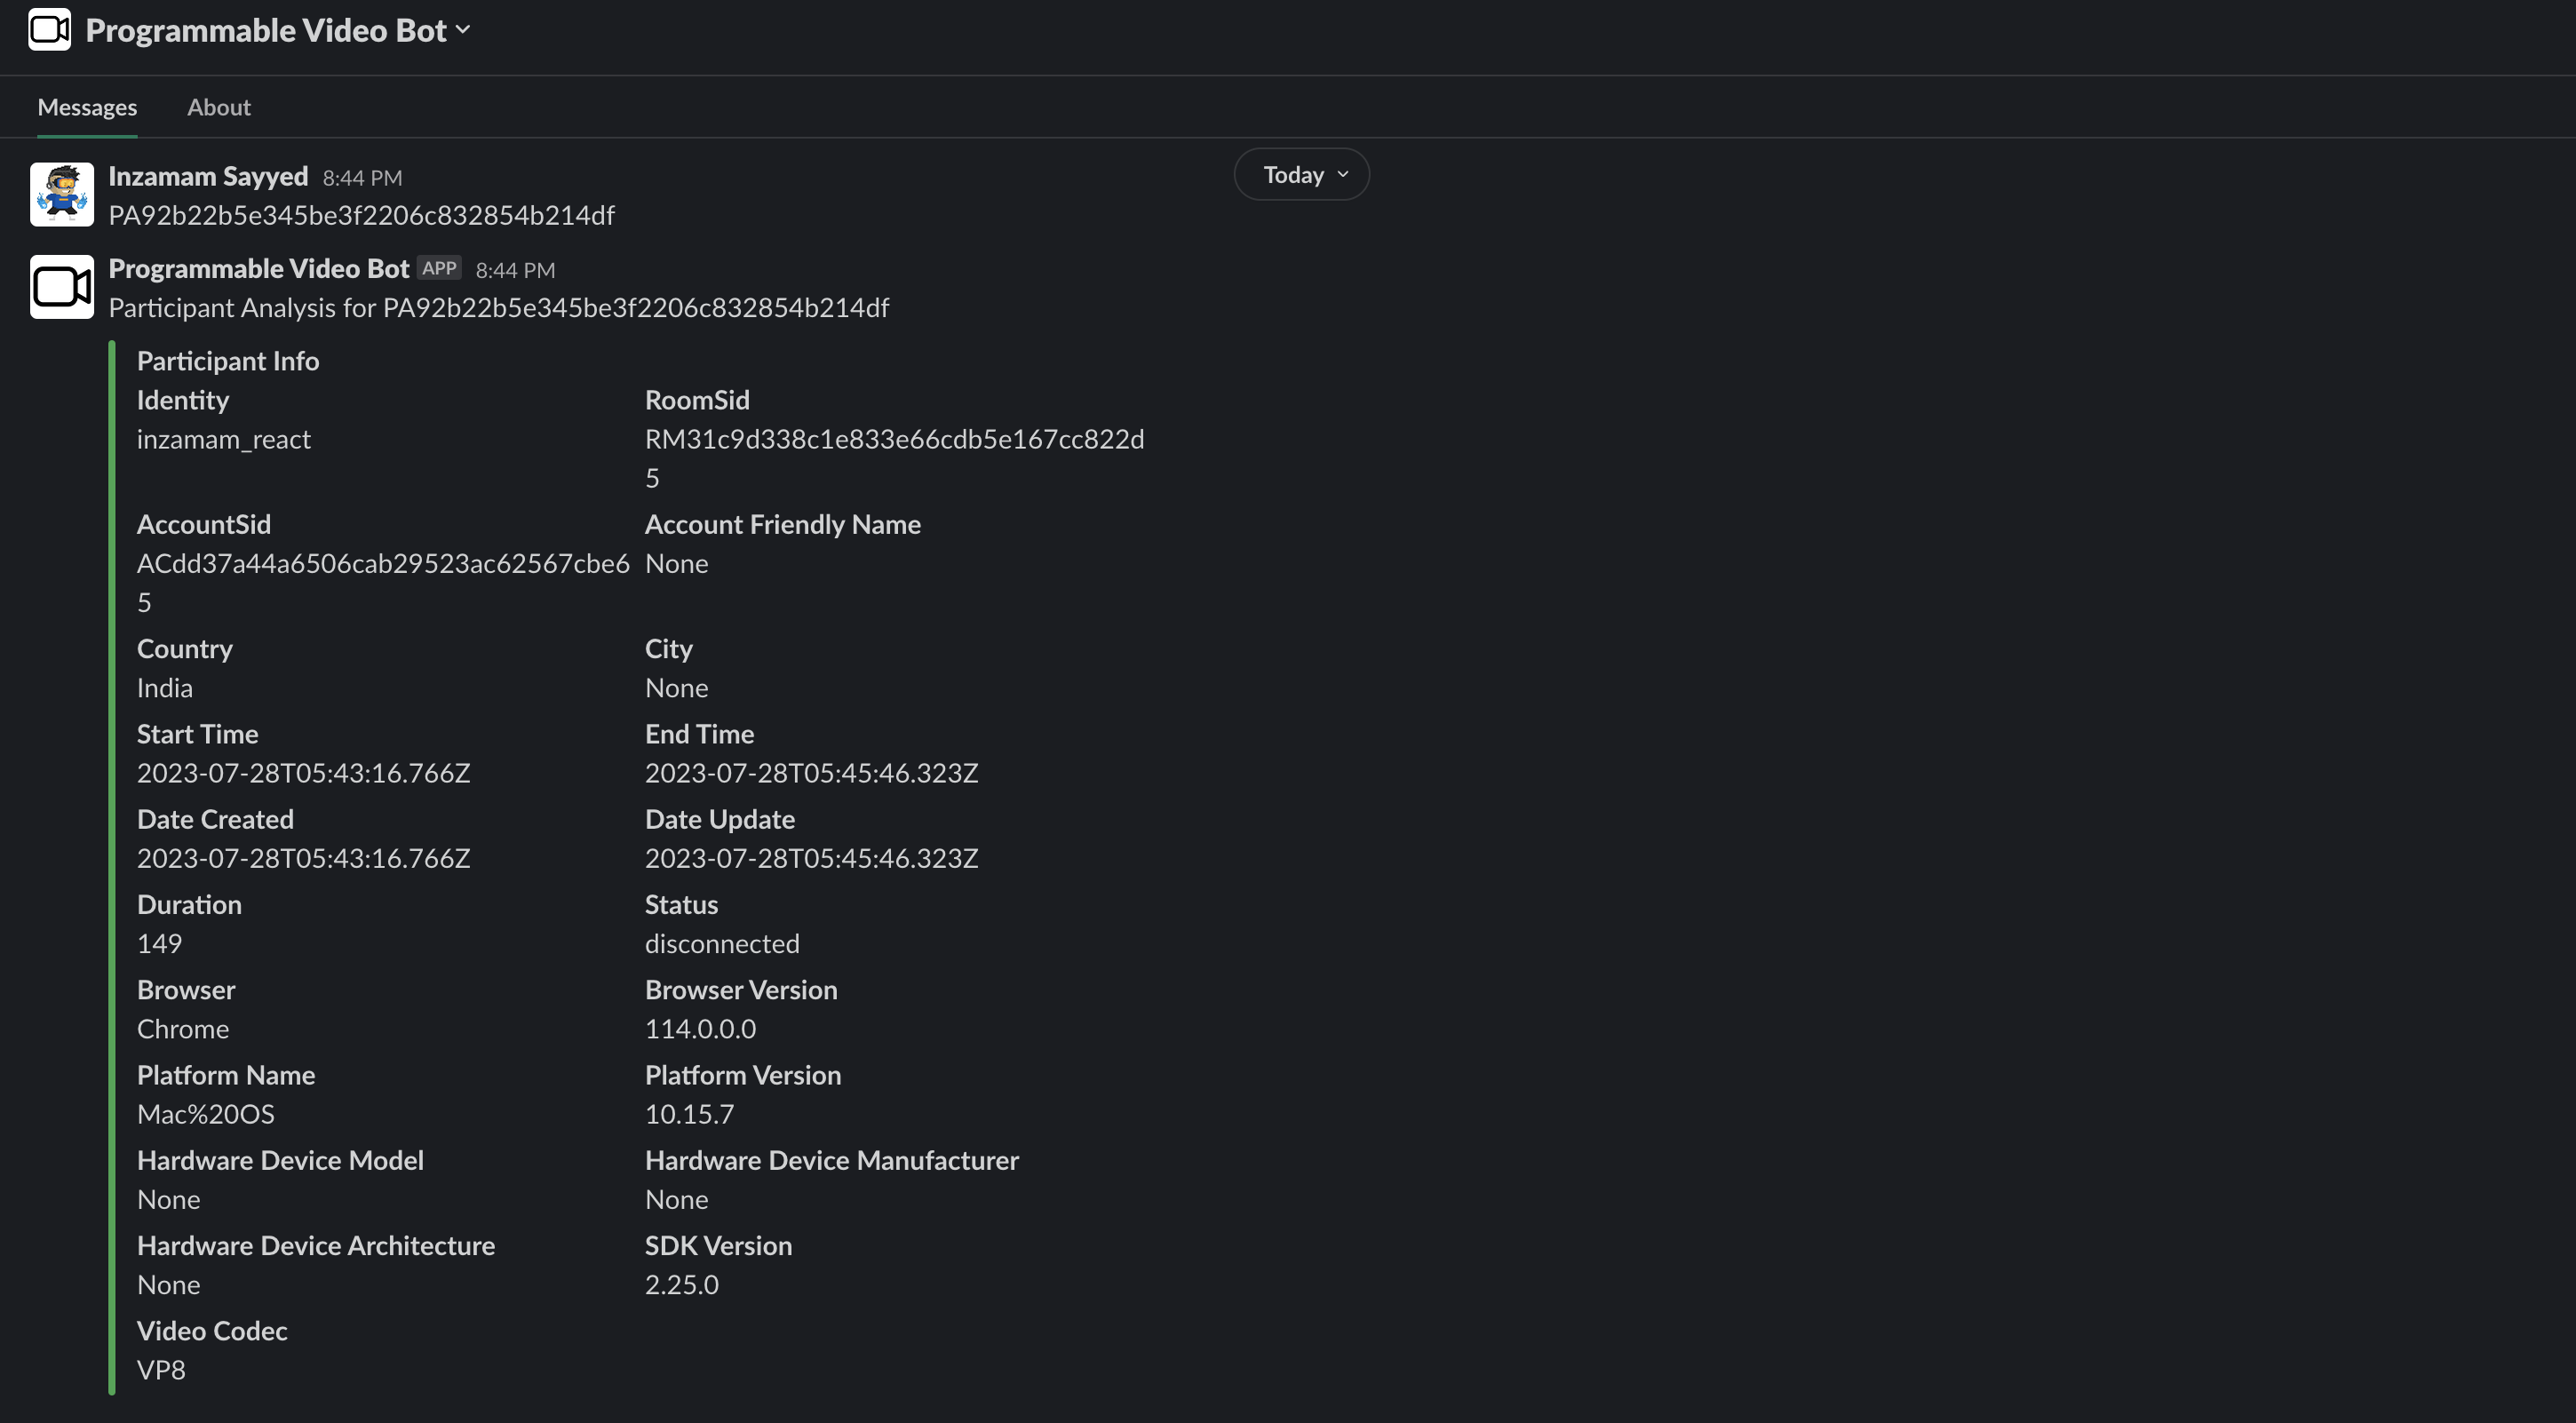 Programmable Video Bot
Messages About
Today
Inzamam Sayyed 8:44 PM
PA92b22b5e345be3f2206c832854b214df
Programmable Video Bot APP 8:44 PM
Participant Analysis for PA92b22b5e345be3f2206c832854b214df
Participant Info
Identity RoomSid
inzamam_react RM31c9d338c1e833e66cdb5e167cc822d
5
AccountSid Account Friendly Name
ACdd37a44a6506cab29523ac62567cbe6 None
5
Country City
India None
Start Time End Time
2023-07-28T05:43:16.766Z 2023-07-28T05:45:46.323Z
Date Created Date Update
2023-07-28T05:43:16.766Z 2023-07-28T05:45:46.323Z
Duration Status
149 disconnected
Browser Browser Version
Chrome 114.0.0.0
Platform Name Platform Version
Mac%20OS 10.15.7
Hardware Device Model Hardware Device Manufacturer
None None
Hardware Device Architecture SDK Version
None 2.25.0
Video Codec
VP8